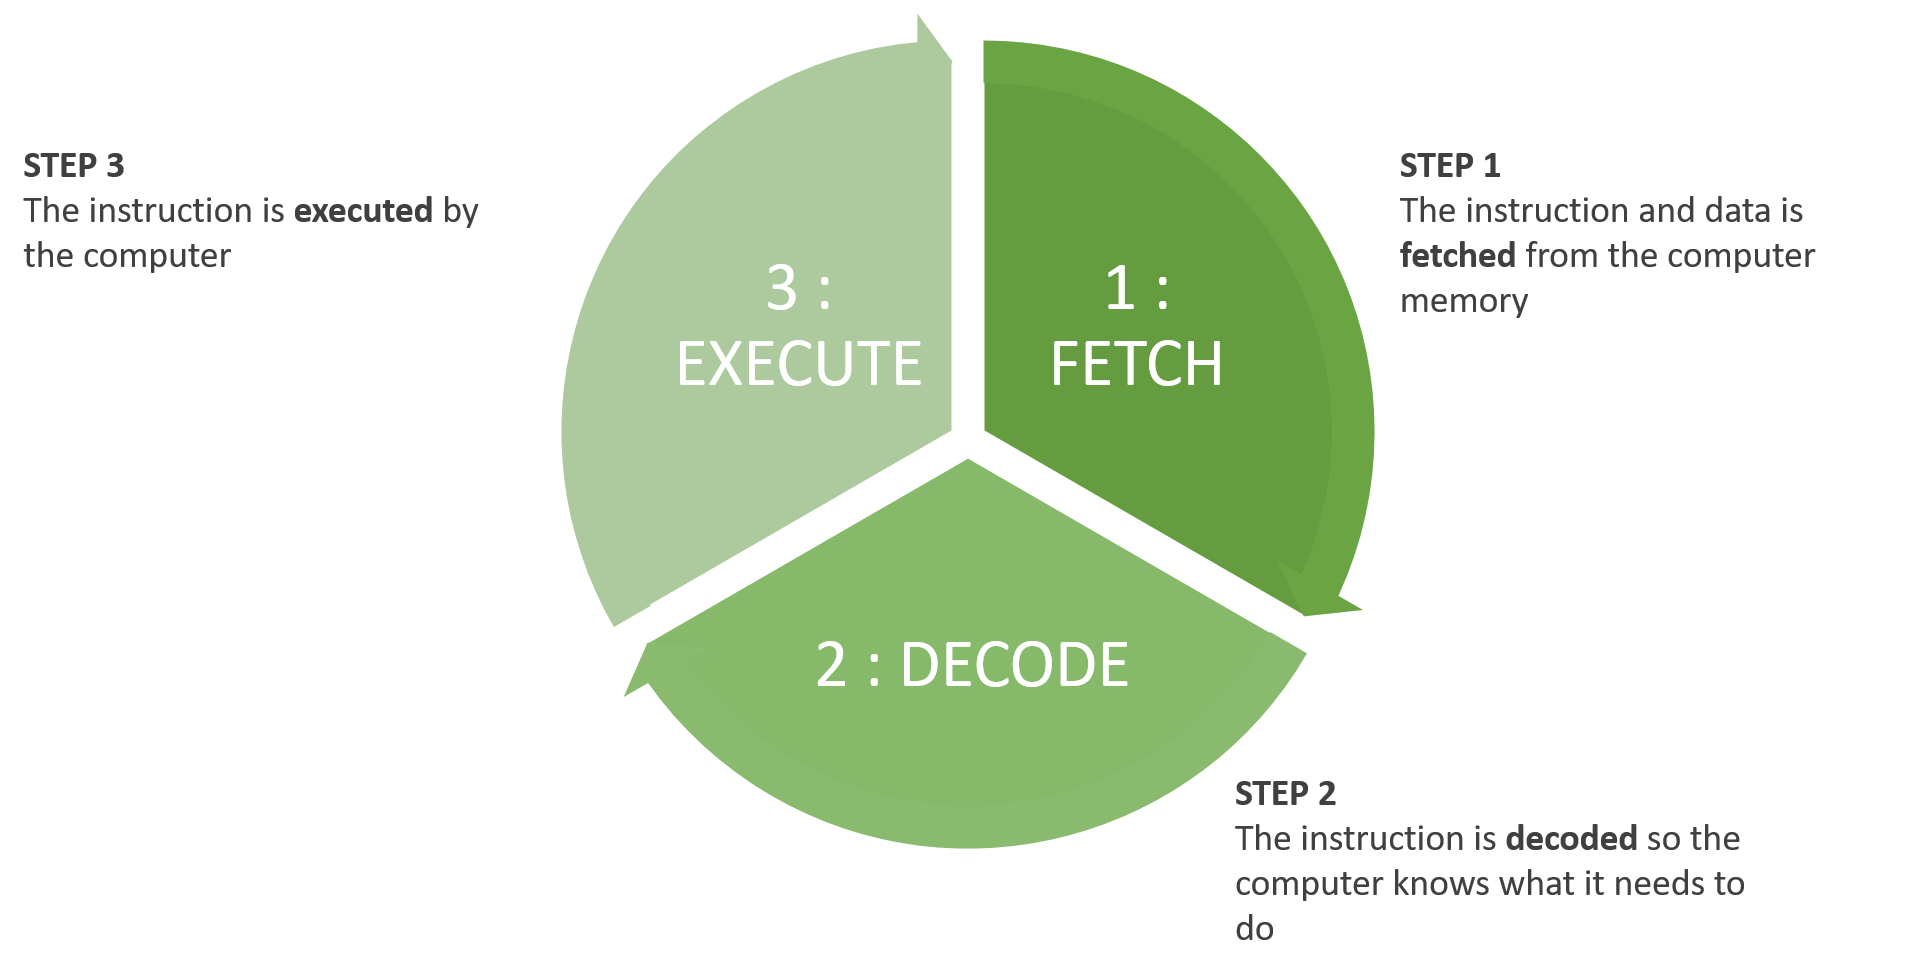 STEP 1
The instruction and data is
fetched from the computer
memory
1 :
FETCH
STEP 2
The instruction is decoded so the
computer knows what it needs to
do
2 : DECODE
STEP 3
The instruction is executed by
the computer
3 :
EXECUTE